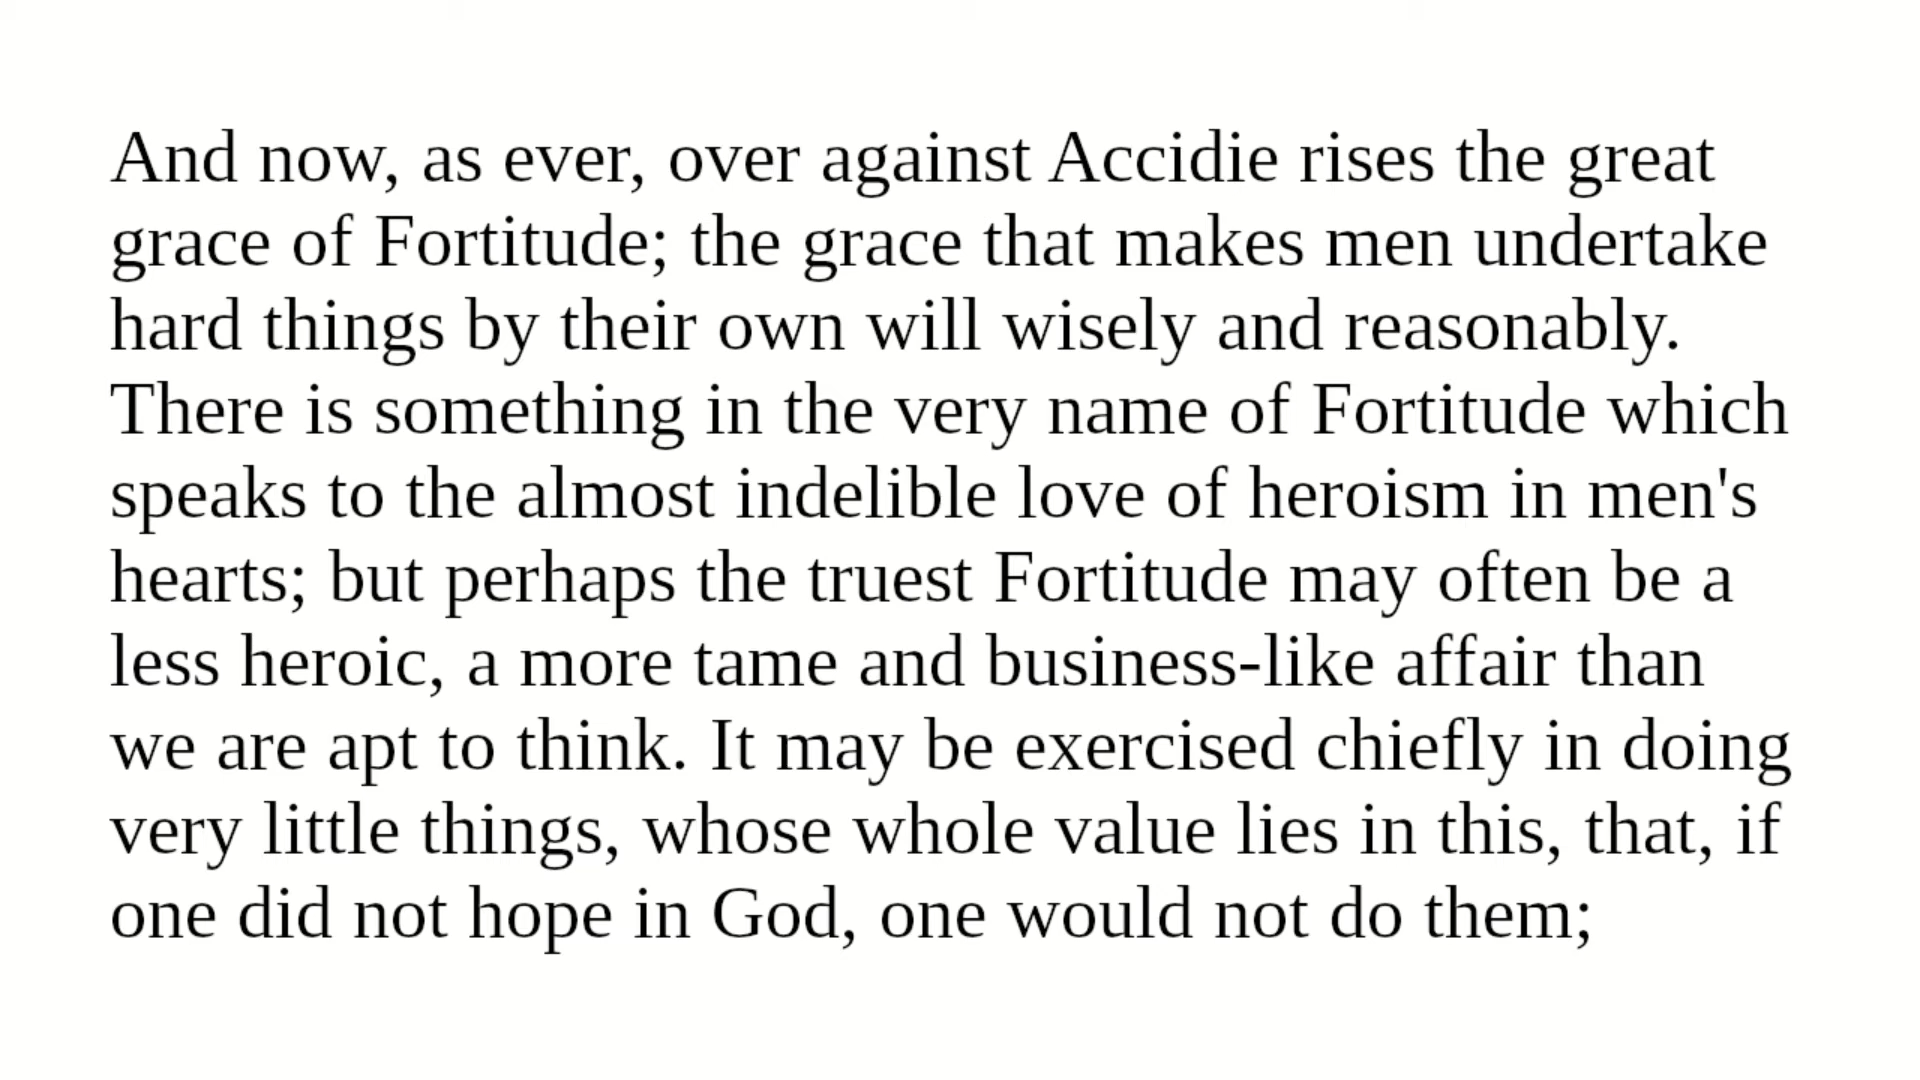 And now, as ever, over against Accidie rises the great
grace of Fortitude; the grace that makes men undertake
hard things by their own will wisely and reasonably.
There is something in the very name of Fortitude which
speaks to the almost indelible love of heroism in men's
hearts; but perhaps the truest Fortitude may often be a
less heroic, a more tame and business-like affair than
we are apt to think. It may be exercised chiefly in doing
very little things, whose whole value lies in this, that, if
one did not hope in God, one would not do them;